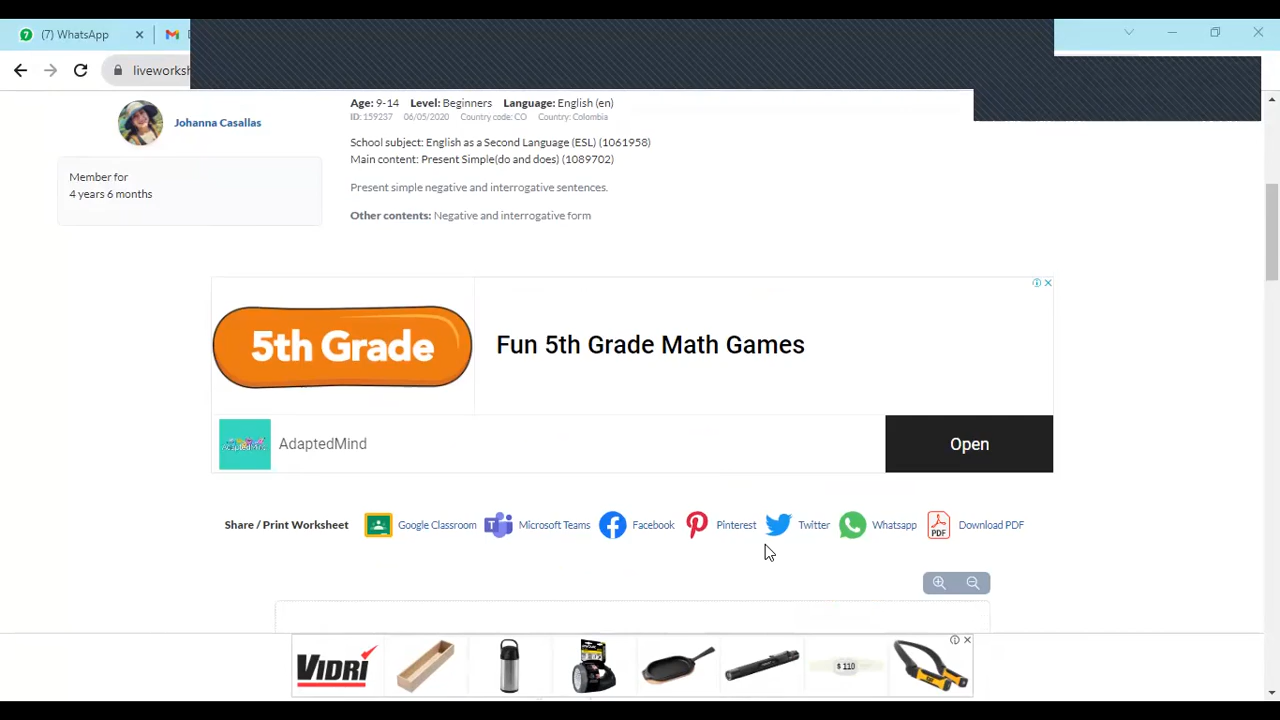 (7) WhatsApp
liveworksh
Age: 9-14 Level: Beginners Language: English (en)
ID: 159237 06/05/2020 Country code: CO Country: Colombia
Johanna Casallas
School subject: English as a Second Language (ESL) (1061958)
Main content: Present Simple(do and does) (1089702)
Member for
4 years 6 months
Present simple negative and interrogative sentences.
Other contents: Negative and interrogative form
5th Grade
Fun 5th Grade Math Games
AdaptedMind
Open
Share / Print Worksheet Google Classroom Microsoft Teams Facebook Pinterest Twitter Whatsapp PDF Download PDF
VIDRI
$ 110